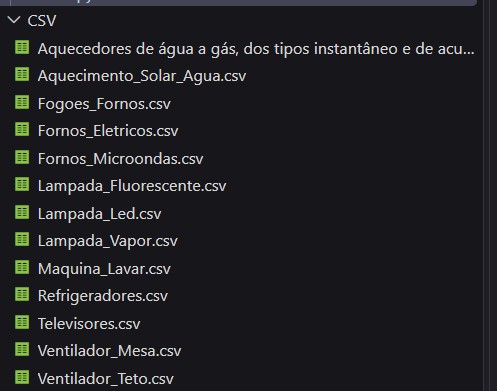 CSV
Aquecedores de água a gás, dos tipos instantâneo e de acu...
Aquecimento_Solar_Agua.csv
Fogoes_Fornos.csv
Fornos_Eletricos.csv
Fornos_Microondas.csv
Lampada_Fluorescente.csv
Lampada_Led.csv
Lampada_Vapor.csv
Maquina_Lavar.csv
Refrigeradores.csv
Televisores.csv
Ventilador_Mesa.csv
Ventilador_Teto.csv